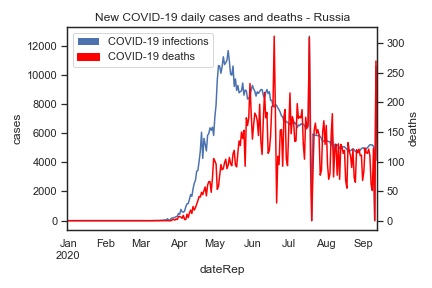 New COVID-19 daily cases and deaths - Russia
COVID-19 infections
COVID-19 deaths
12000
10000
8000
6000
4000
2000
0
cases
300
250
200
150
100
50
0
deaths
Jan Feb Mar Apr May Jun Jul Aug Sep
2020
dateRep